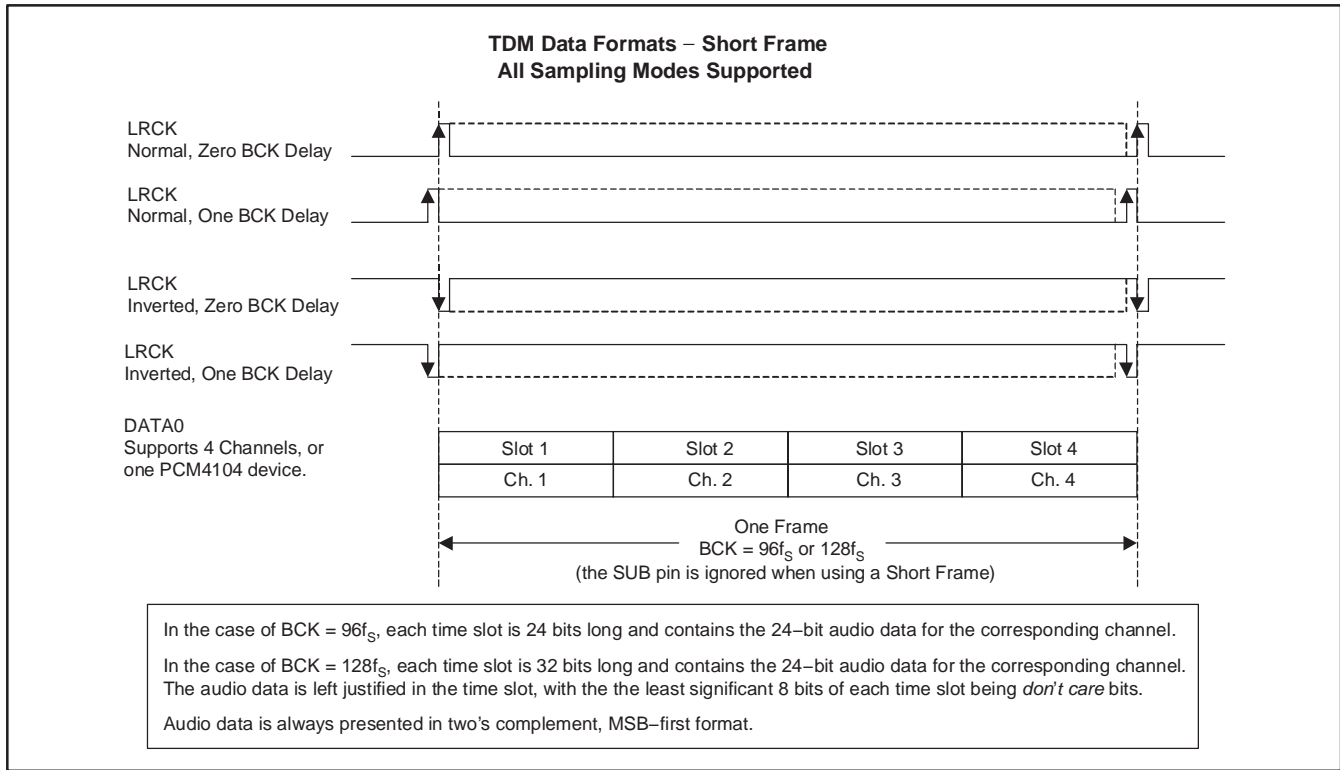 TDM Data Formats − Short Frame
All Sampling Modes Supported
LRCK
Normal, Zero BCK Delay
LRCK
Normal, One BCK Delay
LRCK
Inverted, Zero BCK Delay
LRCK
Inverted, One BCK Delay
DATA0
Supports 4 Channels, or
one PCM4104 device.
Slot 1 Slot 2 Slot 3 Slot 4
Ch. 1 Ch. 2 Ch. 3 Ch. 4
One Frame
BCK = 96fS or 128fS
(the SUB pin is ignored when using a Short Frame)
In the case of BCK = 96fS, each time slot is 24 bits long and contains the 24−bit audio data for the corresponding channel.
In the case of BCK = 128fS, each time slot is 32 bits long and contains the 24−bit audio data for the corresponding channel.
The audio data is left justified in the time slot, with the the least significant 8 bits of each time slot being don't care bits.
Audio data is always presented in two's complement, MSB−first format.